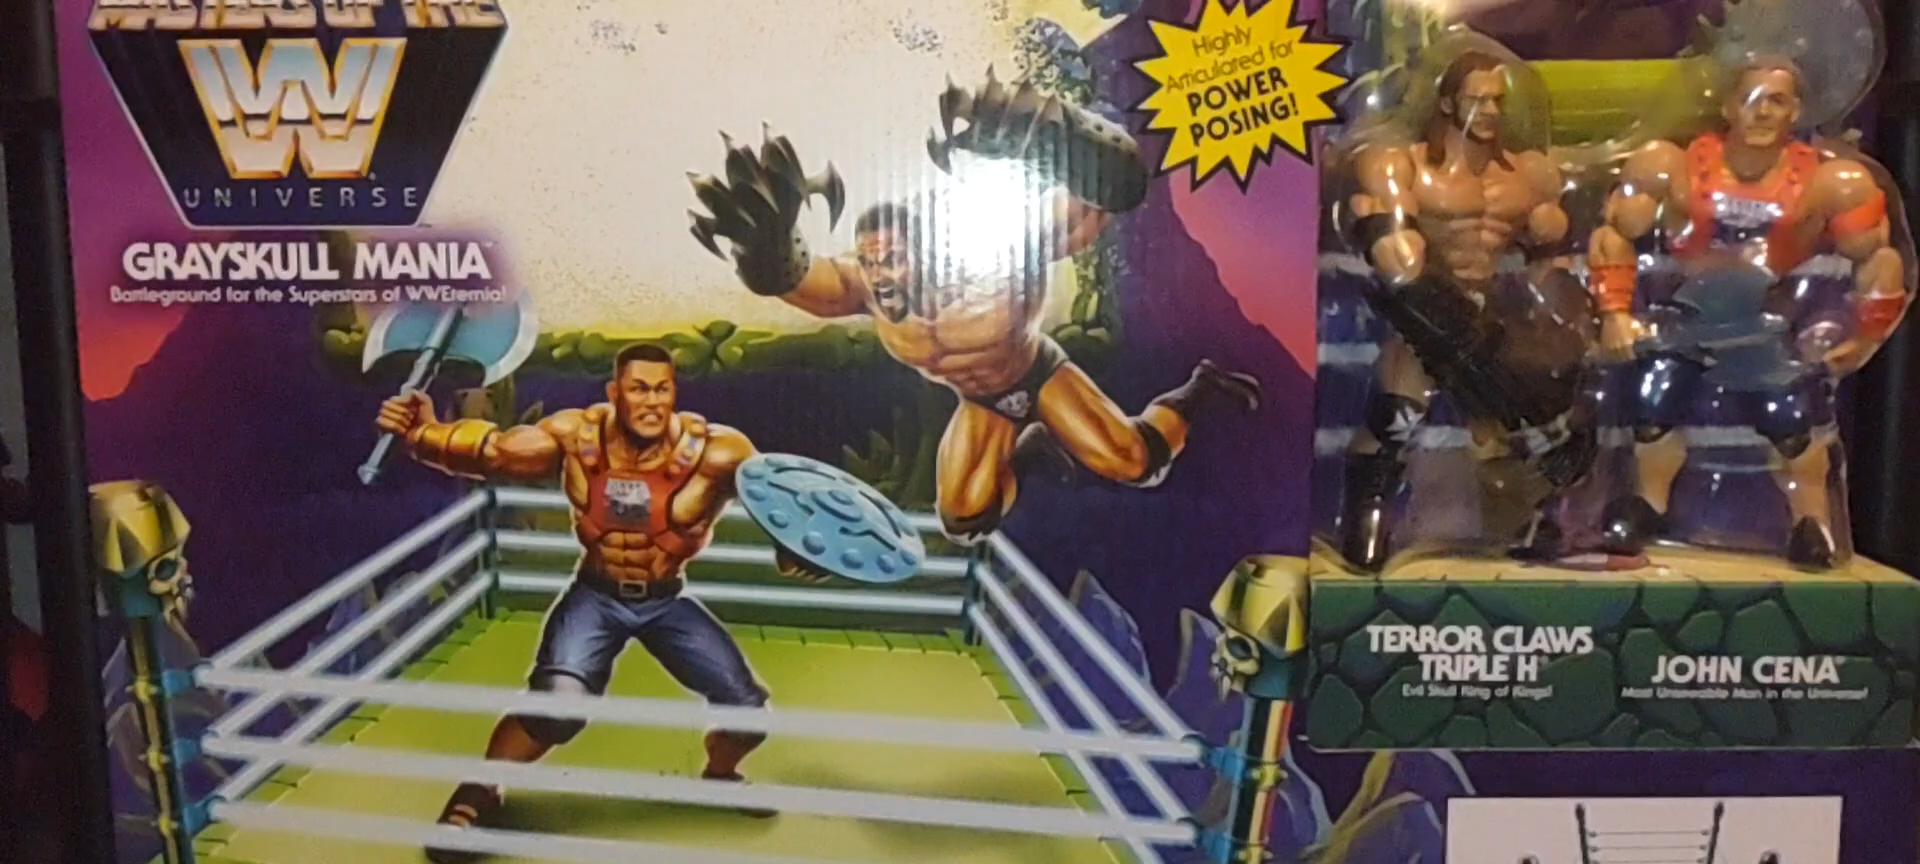 MASTERS OF THE
W
UNIVERSE
GRAYSKULL MANIA™
Battleground for the Superstars of WWEternia!
Highly
Articulated for
POWER
POSING!
TERROR CLAWS
TRIPLE H®
Evil Skull King of Kings!
JOHN CENA®
Most Unseeable Man in the Universe!